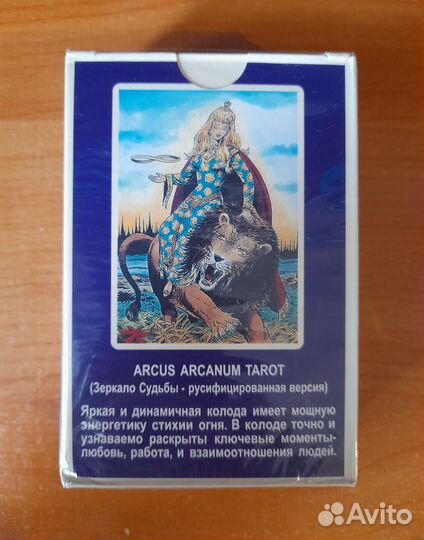 ARCUS ARCANUM TAROT
(Зеркало Судьбы - русифицированная версия)
Яркая и динамичная колода имеет мощную
энергетику стихии огня. В колоде точно и
узнаваемо раскрыты ключевые моменты-
любовь, работа, и взаимоотношения людей.
Avito